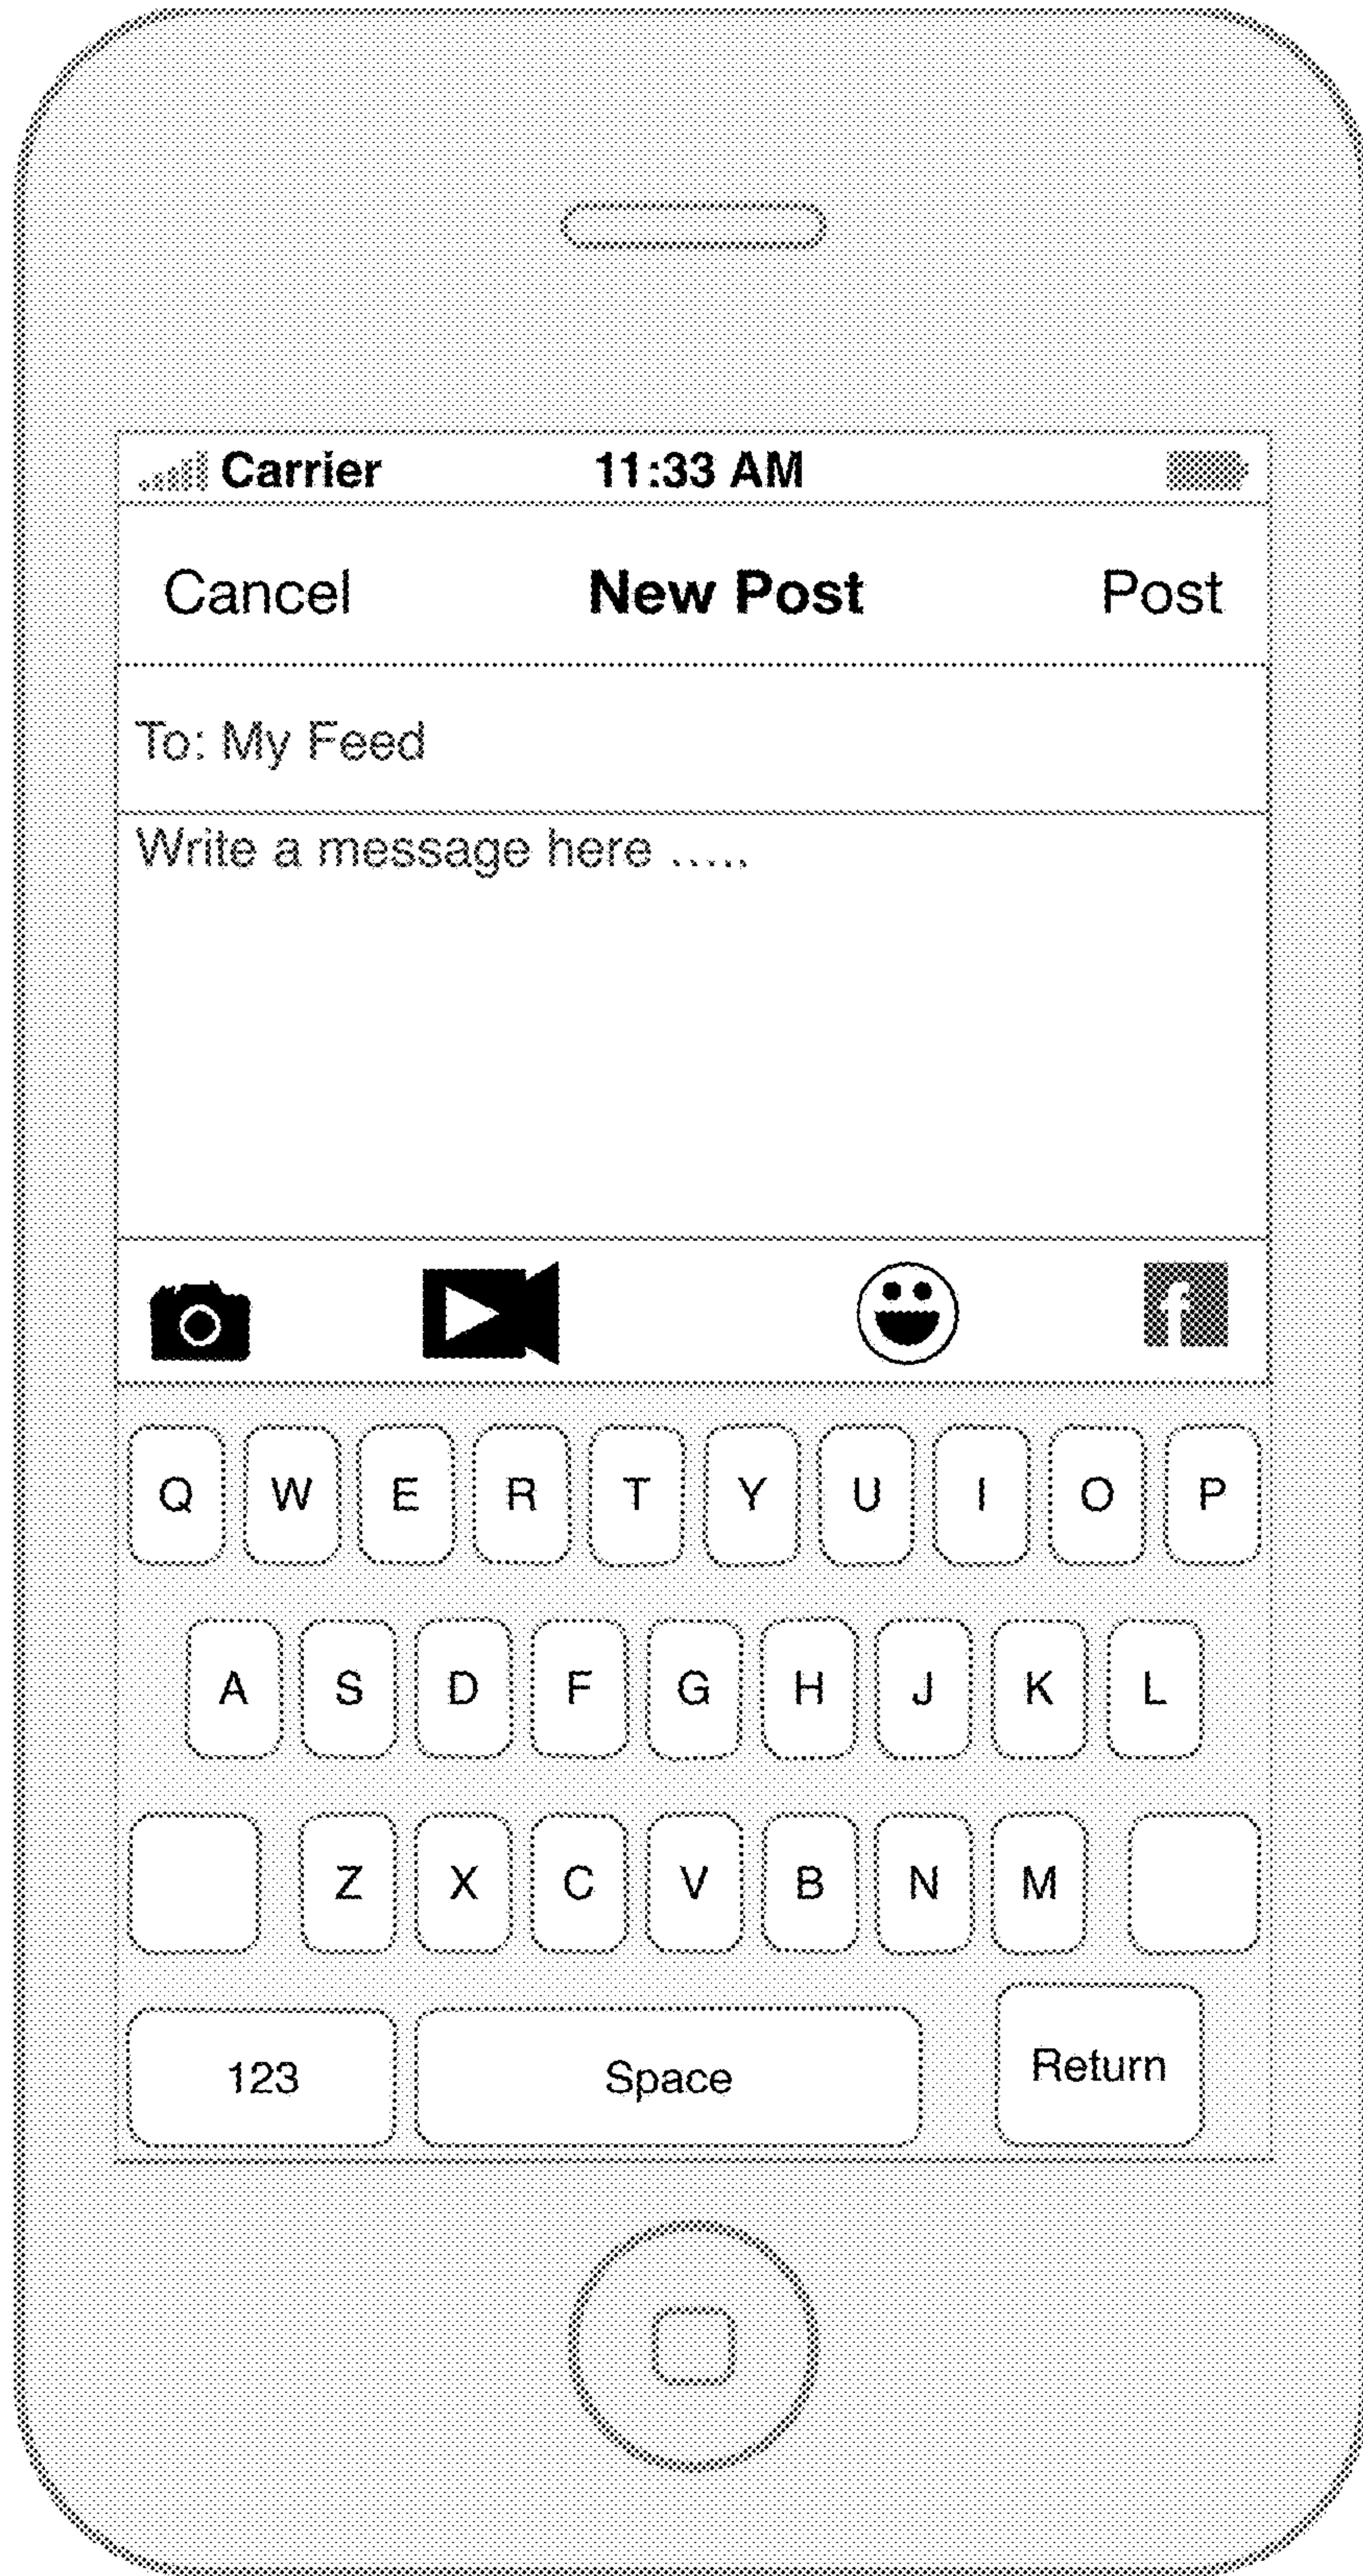 Carrier 11:33 AM
Cancel New Post Post
To: My Feed
Write a message here ....,
f
Q W E R T Y U I O P
A S D F G H J K L
Z X C V B N M
123 Space Return